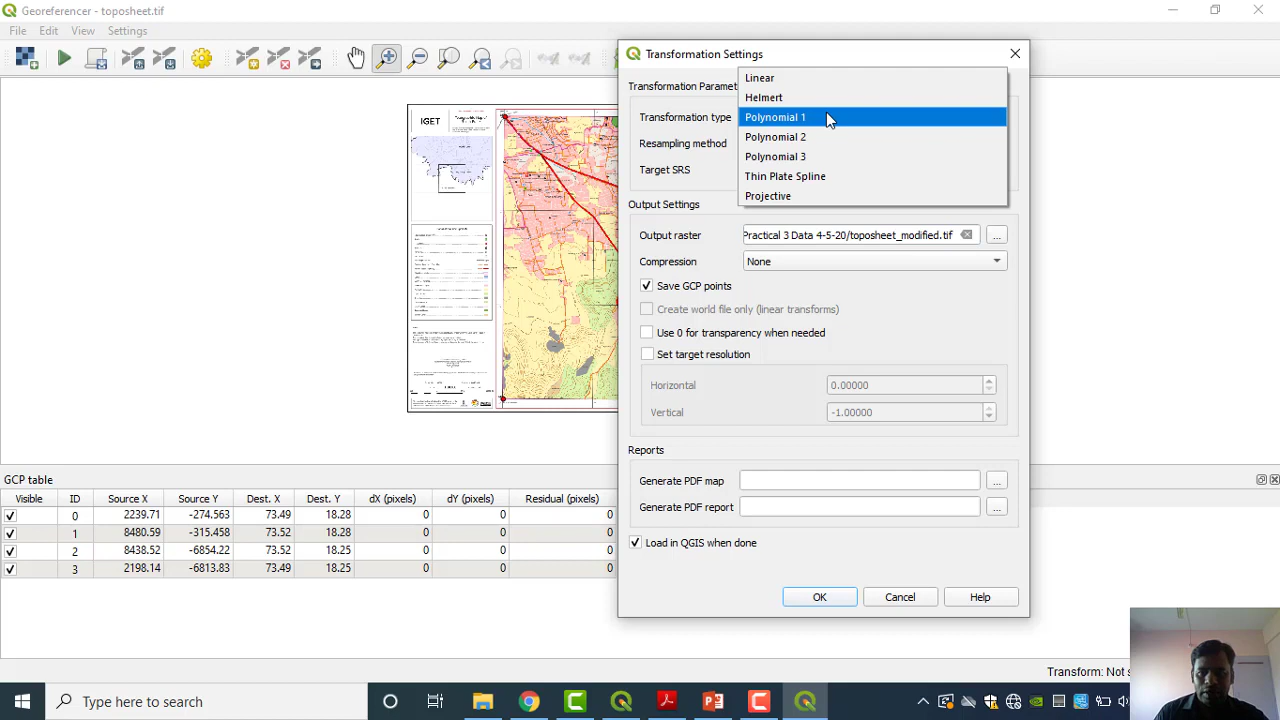 Georeferencer - toposheet.tif
File Edit View Settings
Transformation Settings
Transformation Paramet
Linear
Helmert
Transformation type
Polynomial 1
Polynomial 2
Resampling method
Polynomial 3
Target SRS
Thin Plate Spline
Projective
IGET
Output Settings
Output raster Practical 3 Data 4-5-20/toposheet_modified.tif ...
Compression None
Save GCP points
Create world file only (linear transforms)
Use 0 for transparency when needed
Set target resolution
Horizontal 0.00000
Vertical -1.00000
Reports
Generate PDF map ...
Generate PDF report ...
Load in QGIS when done
OK Cancel Help
GCP table
Visible ID Source X Source Y Dest. X Dest. Y dX (pixels) dY (pixels) Residual (pixels)
0 2239.71 -274.563 73.49 18.28 0 0 0
1 8480.59 -315.458 73.52 18.28 0 0 0
2 8438.52 -6854.22 73.52 18.25 0 0 0
3 2198.14 -6813.83 73.49 18.25 0 0 0
Transform: Not s
Type here to search